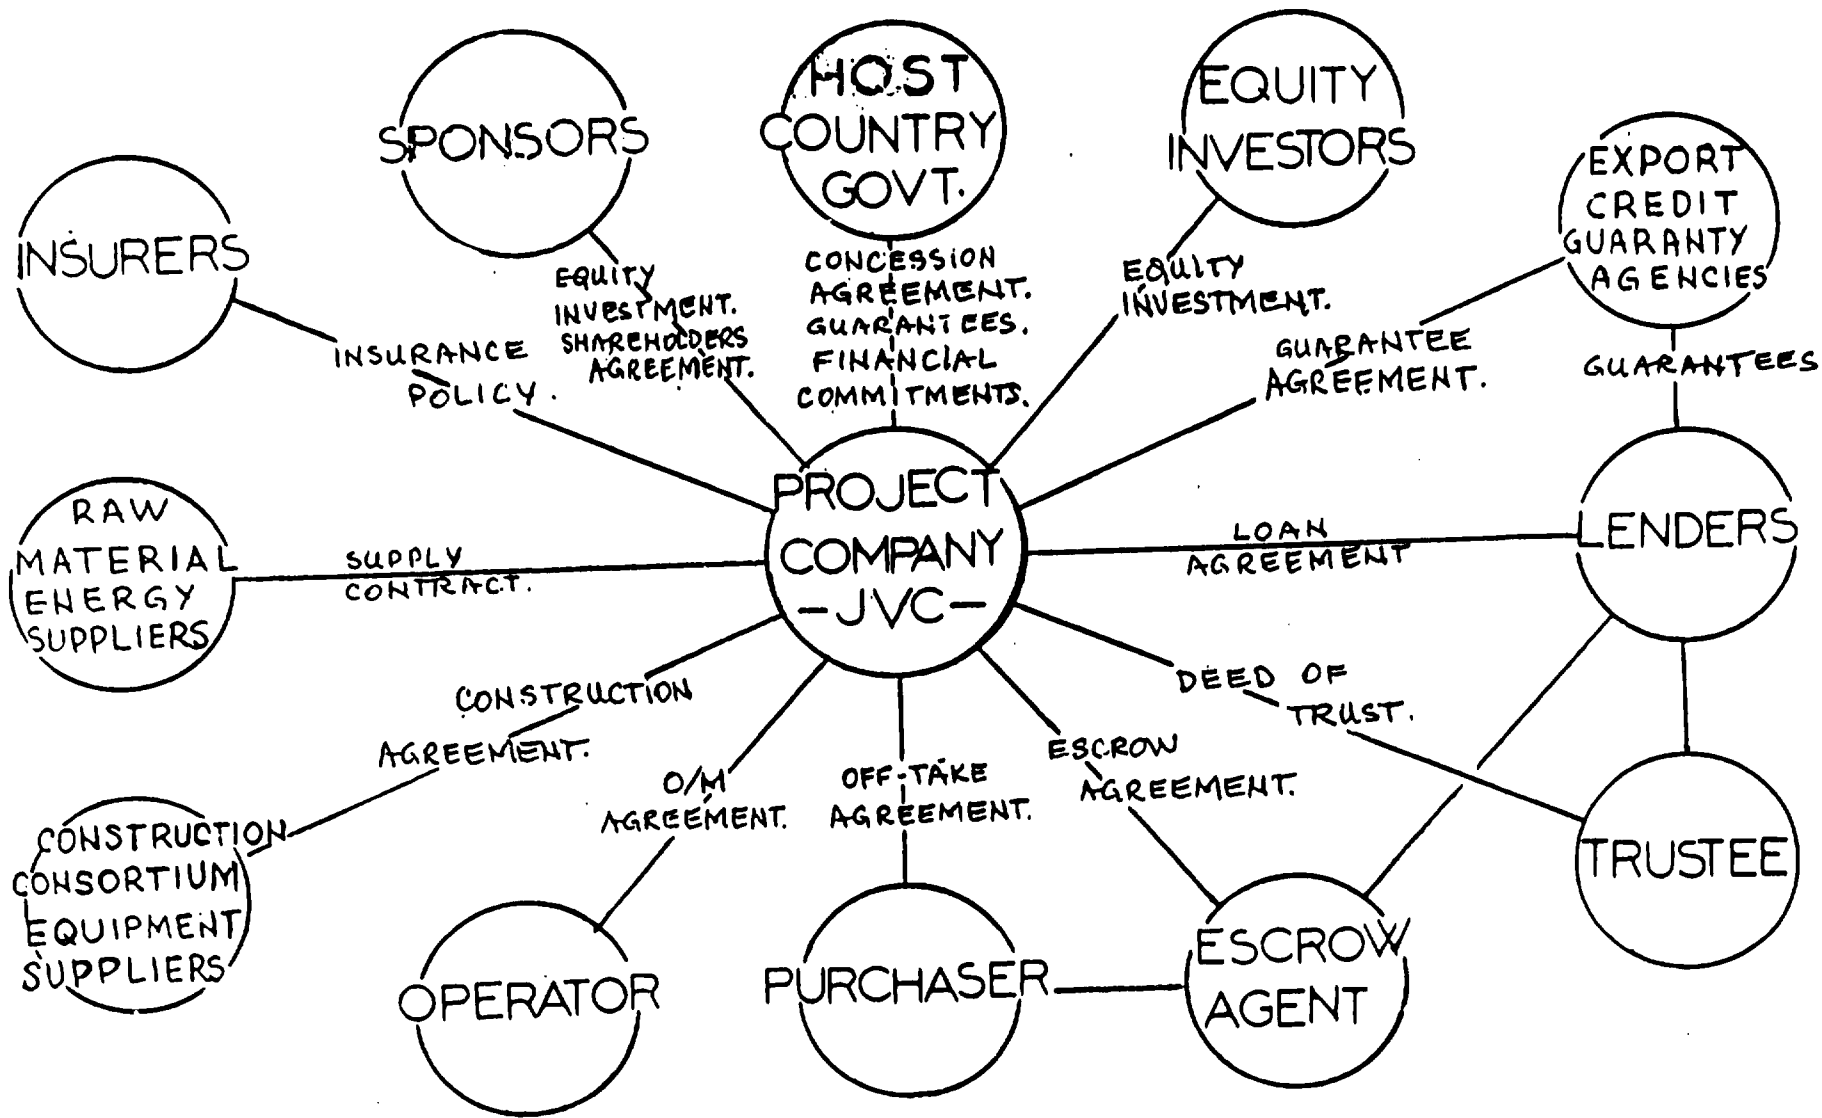 SPONSORS
HOST
COUNTRY
GOVT.
EQUITY
INVESTORS
EXPORT
CREDIT
GUARANTY
AGENCIES
INSURERS
EQUITY
INVESTMENT.
SHAREHOLDERS
AGREEMENT.
CONCESSION
AGREEMENT.
GUARANTEES.
FINANCIAL
COMMITMENTS.
EQUITY
INVESTMENT.
GUARANTEE
AGREEMENT.
GUARANTEES
INSURANCE
POLICY.
RAW
MATERIAL
ENERGY
SUPPLIERS
SUPPLY
CONTRACT.
PROJECT
COMPANY
-JVC-
LOAN
AGREEMENT
LENDERS
CONSTRUCTION
AGREEMENT.
O/M
AGREEMENT.
OFF-TAKE
AGREEMENT.
ESCROW
AGREEMENT.
DEED OF
TRUST.
CONSTRUCTION
CONSORTIUM
EQUIPMENT
SUPPLIERS
OPERATOR
PURCHASER
ESCROW
AGENT
TRUSTEE